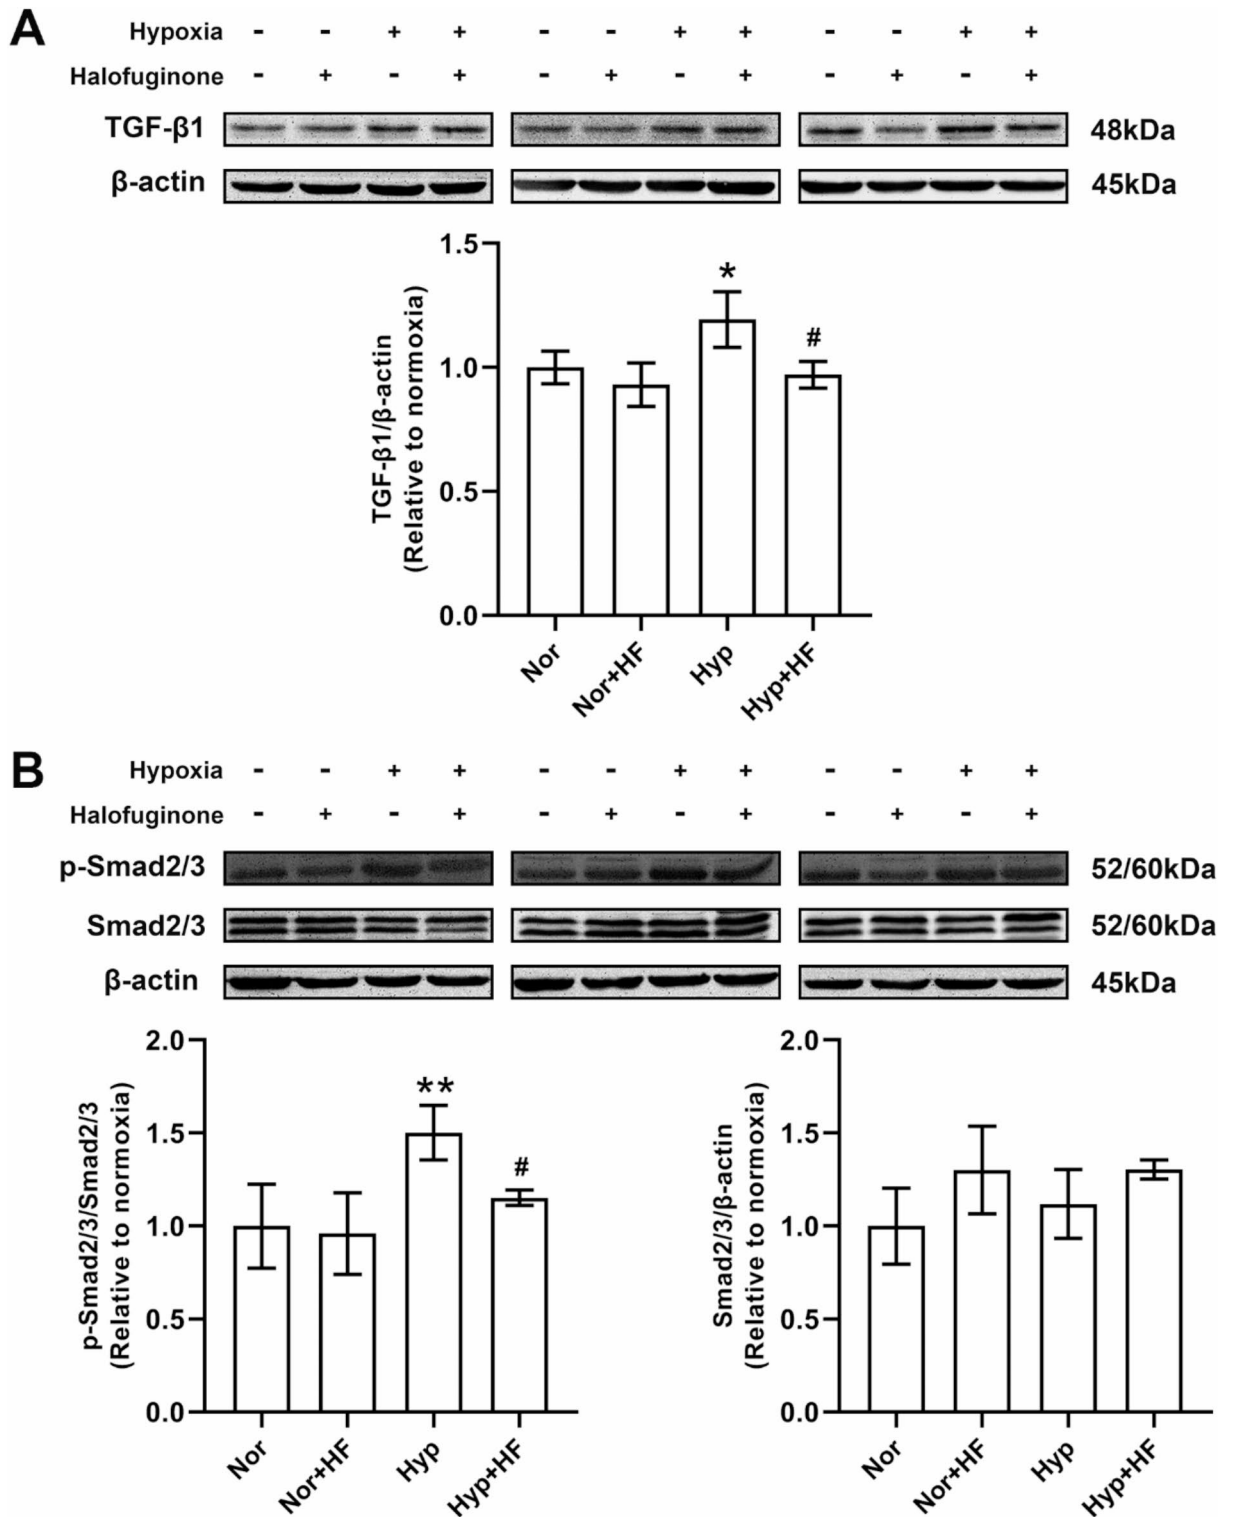 A
Hypoxia - - + + - - + + - - + +
Halofuginone - + - + - + - + - + - +
TGF-β1 48kDa
β-actin 45kDa
TGF-β1/β-actin
(Relative to normoxia)
1.5
*
#
1.0
0.5
0.0
Nor Nor+HF Hyp Hyp+HF
B
Hypoxia - - + + - - + + - - + +
Halofuginone - + - + - + - + - + - +
p-Smad2/3 52/60kDa
Smad2/3 52/60kDa
β-actin 45kDa
p-Smad2/3/Smad2/3
(Relative to normoxia)
2.0
**
1.5
#
1.0
0.5
0.0
Nor Nor+HF Hyp Hyp+HF
Smad2/3/β-actin
(Relative to normoxia)
2.0
1.5
1.0
0.5
0.0
Nor Nor+HF Hyp Hyp+HF